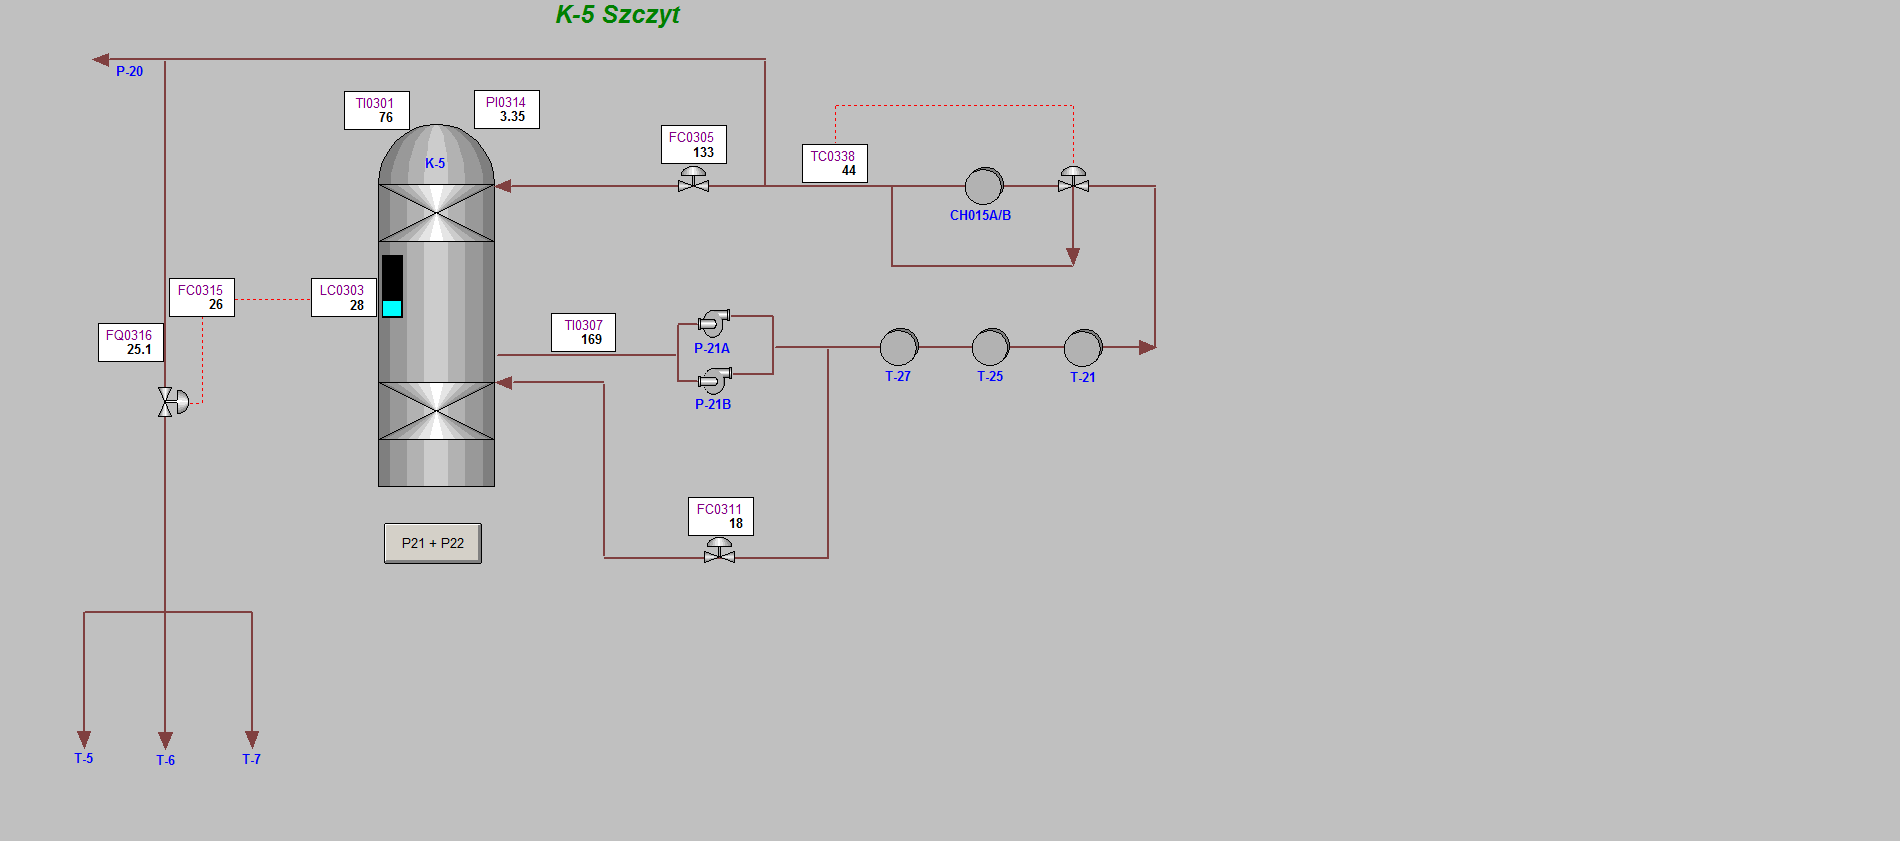 K-5 Szczyt
P-20
TI0301
76
PI0314
3.35
K-5
FC0305
133
TC0338
44
CH015A/B
FC0315
26
LC0303
28
FQ0316
25.1
TI0307
169
P-21A
P-21B
T-27
T-25
T-21
FC0311
18
P21 + P22
T-5
T-6
T-7